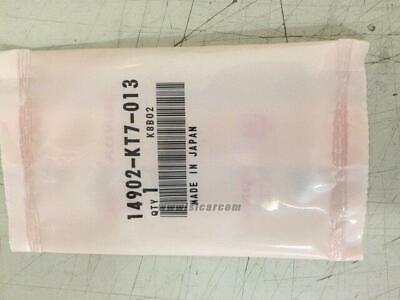 14902-KT7-013
K8B02
QTY
1
MADE IN JAPAN